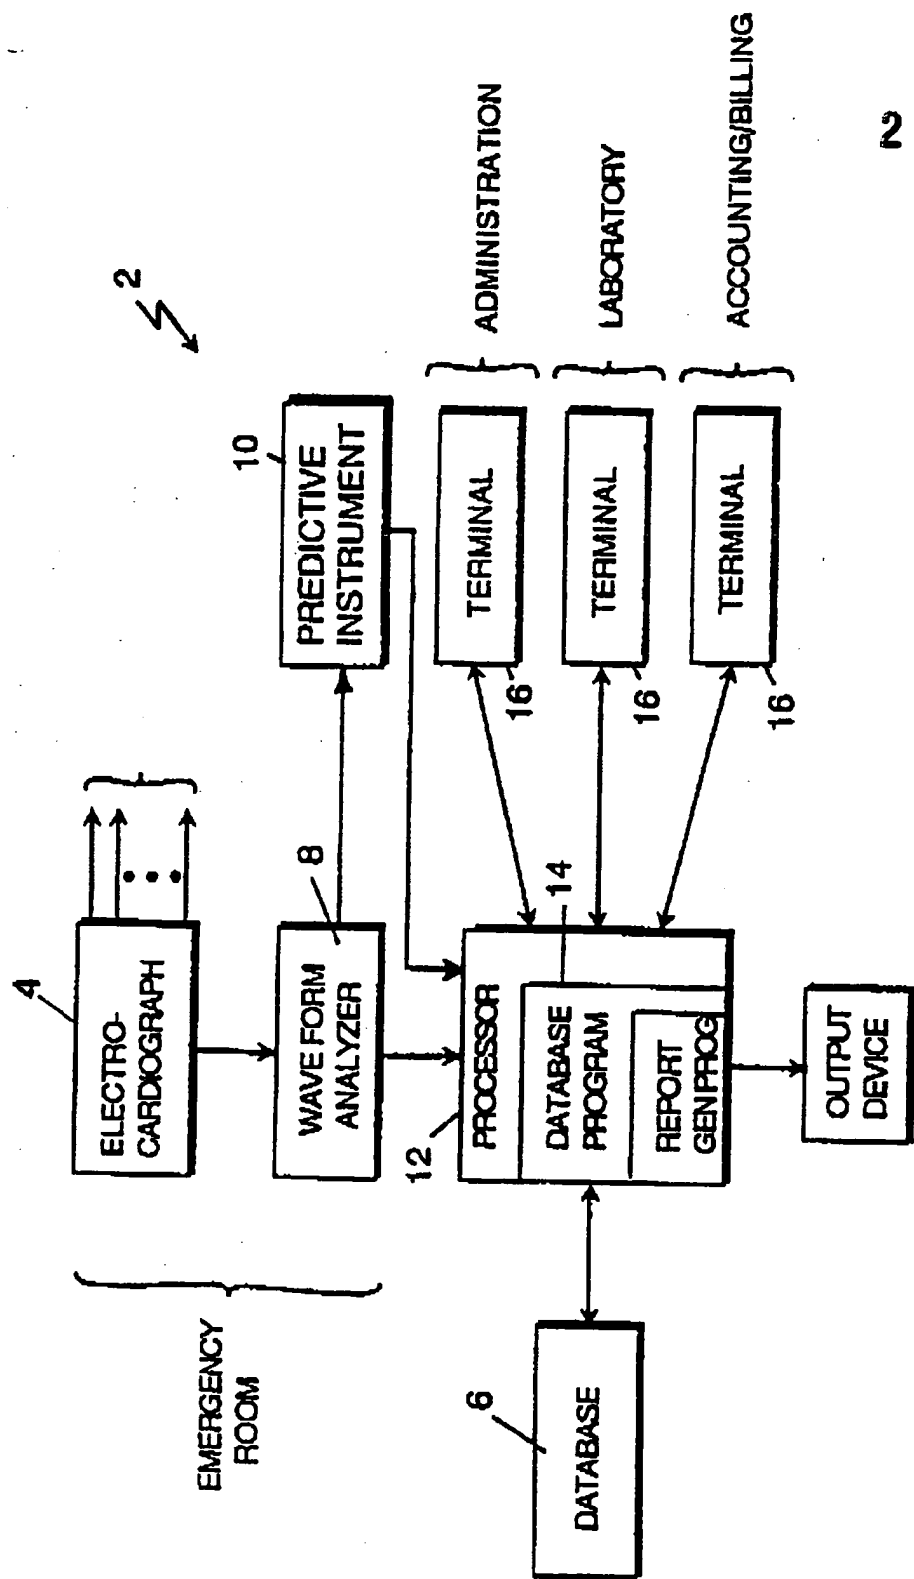 2
4
ELECTRO-
CARDIOGRAPH
EMERGENCY
ROOM
8
WAVE FORM
ANALYZER
10
PREDICTIVE
INSTRUMENT
12
PROCESSOR
14
DATABASE
PROGRAM
REPORT
GEN PROG
6
DATABASE
16
TERMINAL
ADMINISTRATION
16
TERMINAL
LABORATORY
16
TERMINAL
ACCOUNTING/BILLING
OUTPUT
DEVICE
2